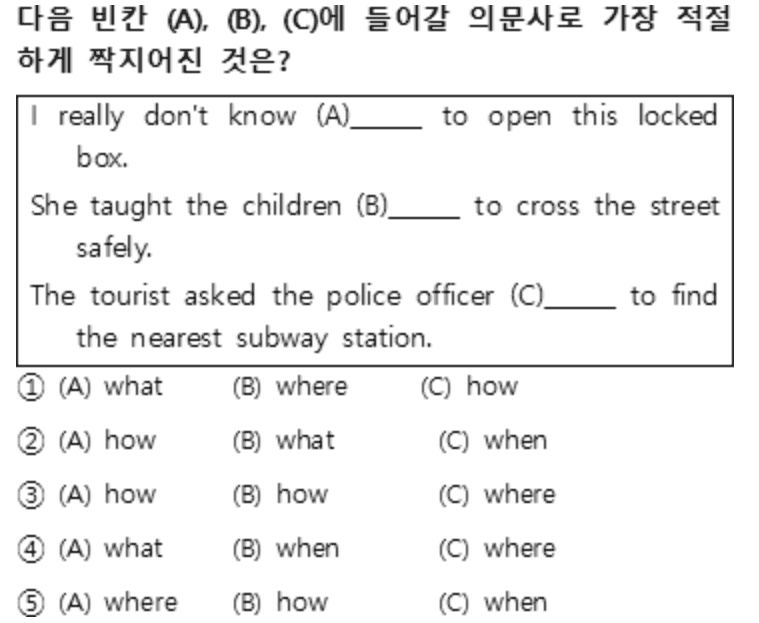 다음 빈칸 (A), (B), (C)에 들어갈 의문사로 가장 적절
하게 짝지어진 것은?
I really don't know (A)_____ to open this locked
box.
She taught the children (B)_____ to cross the street
safely.
The tourist asked the police officer (C)_____ to find
the nearest subway station.
① (A) what (B) where (C) how
② (A) how (B) what (C) when
③ (A) how (B) how (C) where
④ (A) what (B) when (C) where
⑤ (A) where (B) how (C) when